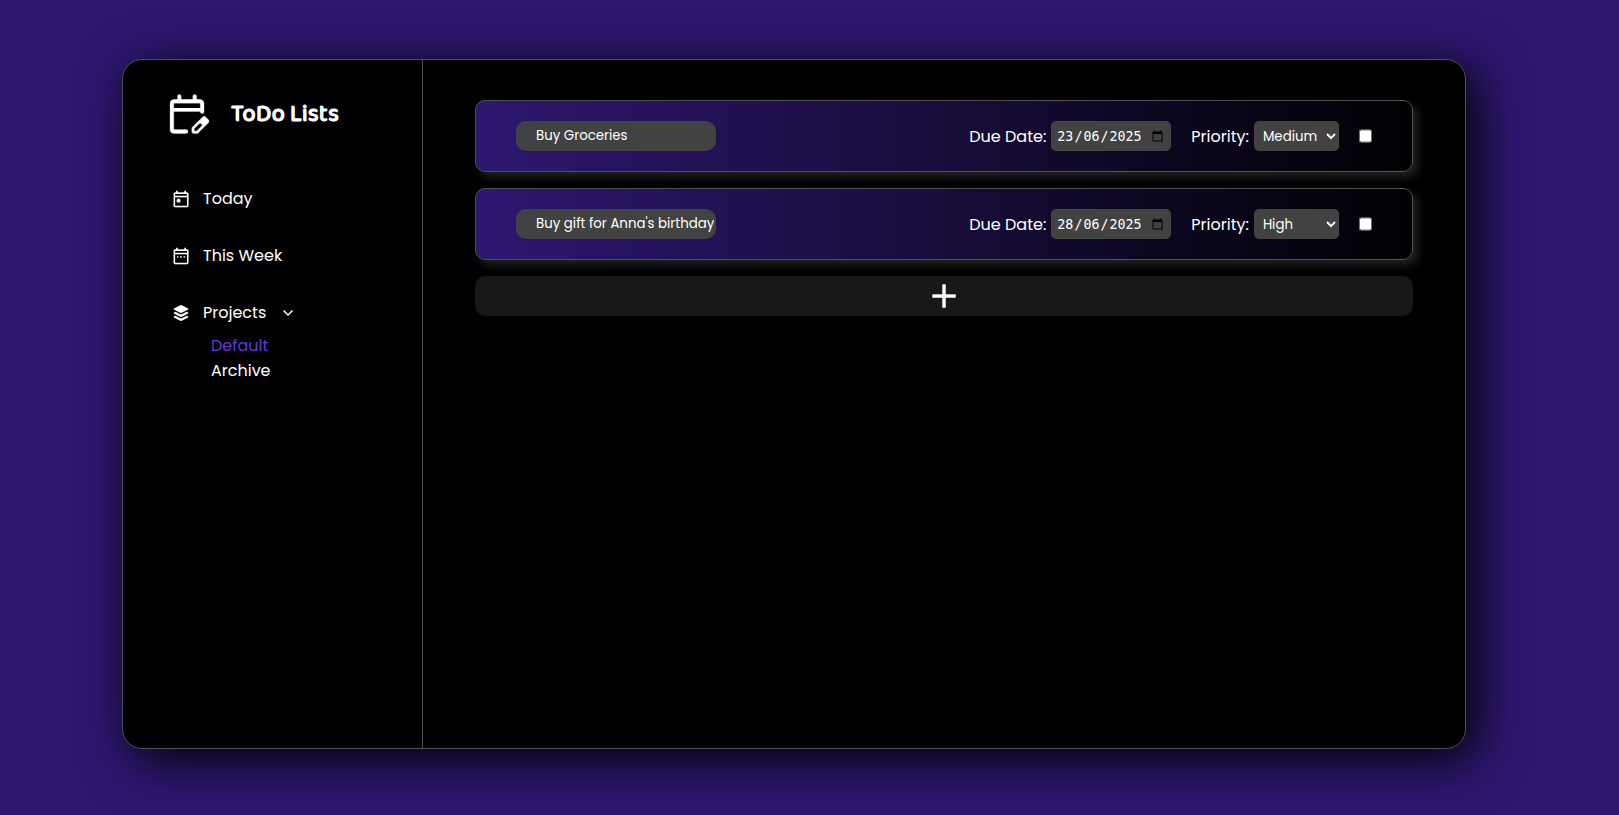 ToDo Lists
Today
This Week
Projects
Default
Archive
Buy Groceries Due Date: 23/06/2025 Priority: Medium
Buy gift for Anna's birthday Due Date: 28/06/2025 Priority: High